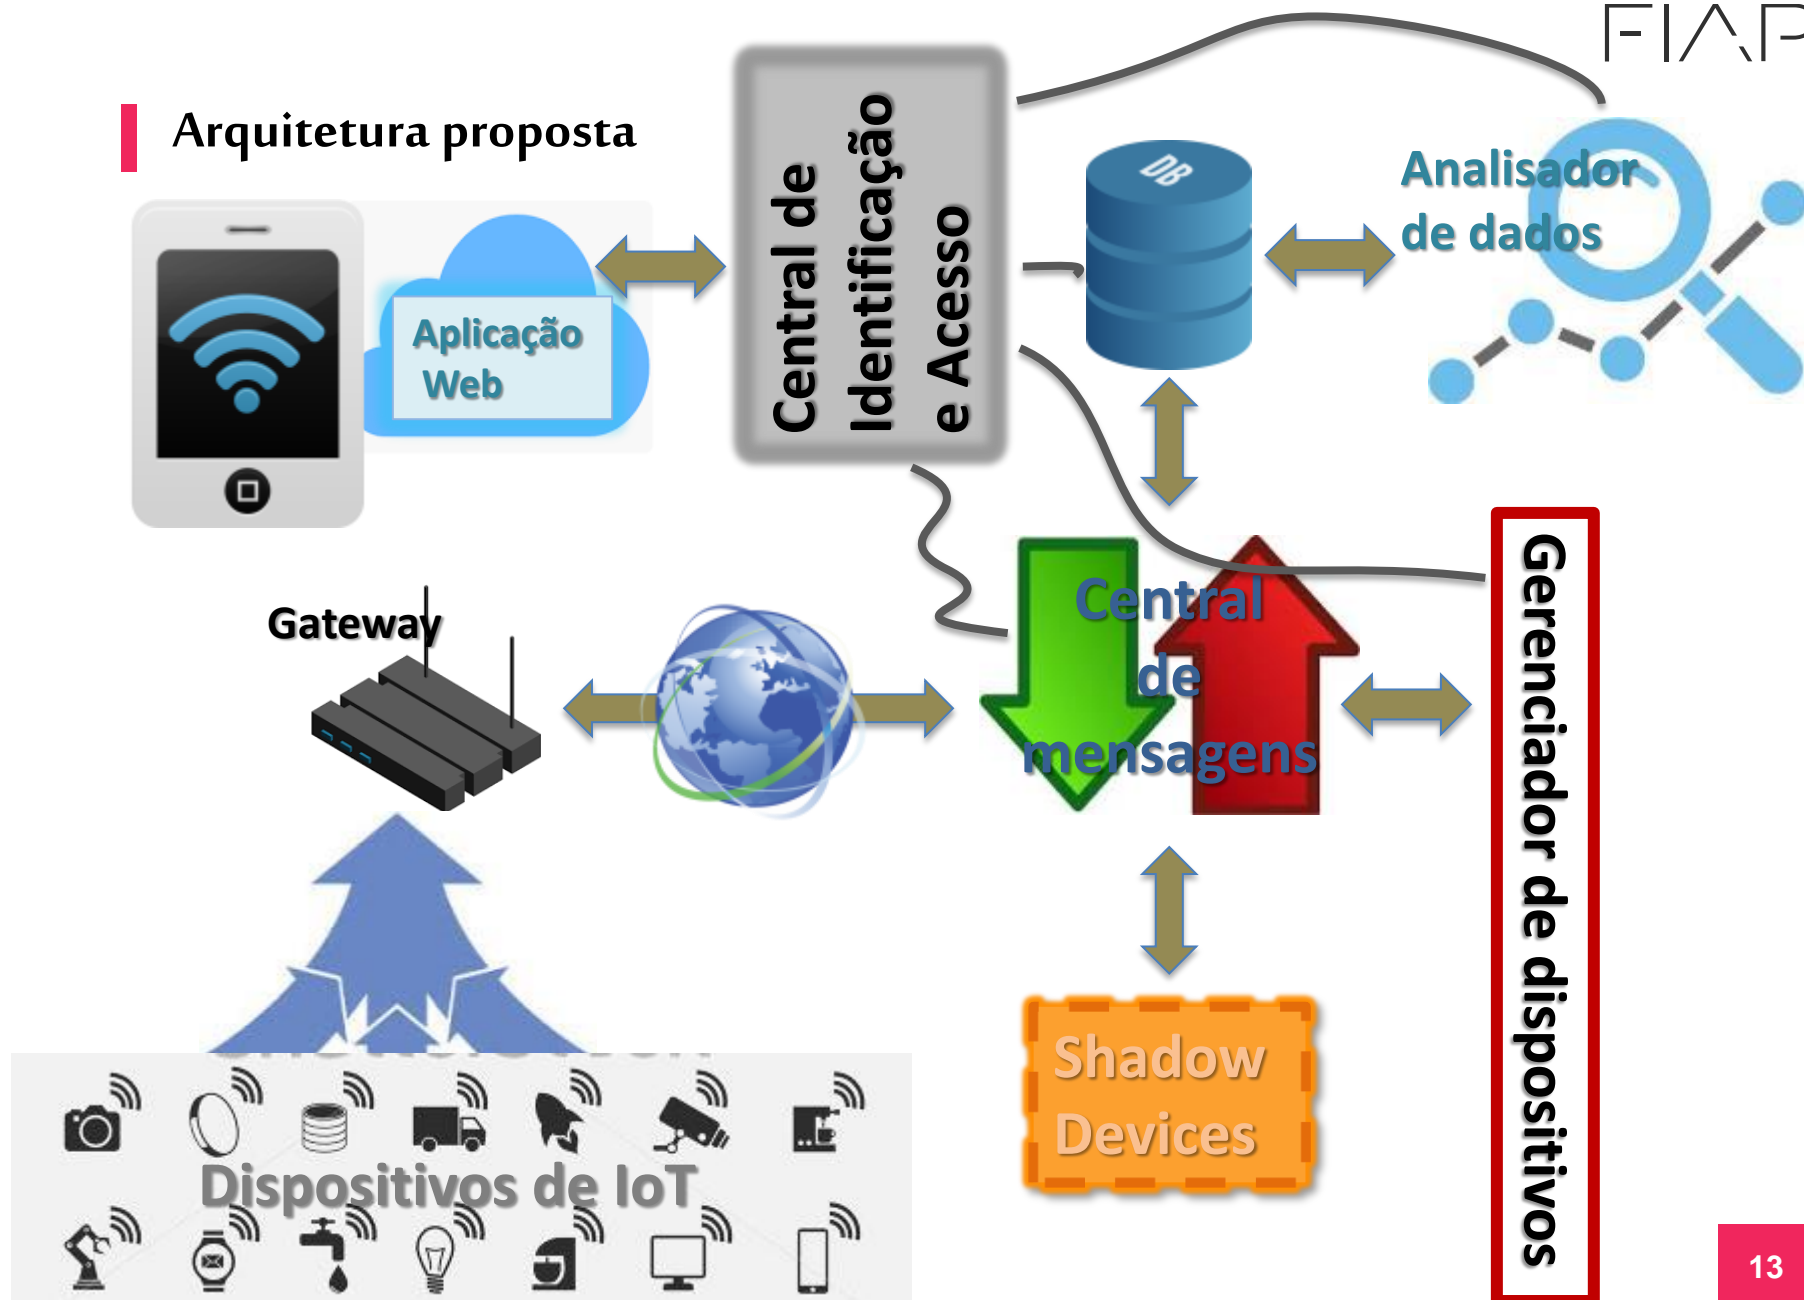 FIAP
Arquitetura proposta
Central de
Identificação
e Acesso
DB
Analisador
de dados
Aplicação
Web
Gateway
Central
de
mensagens
Gerenciador de dispositivos
Shadow
Devices
Dispositivos de IoT
13